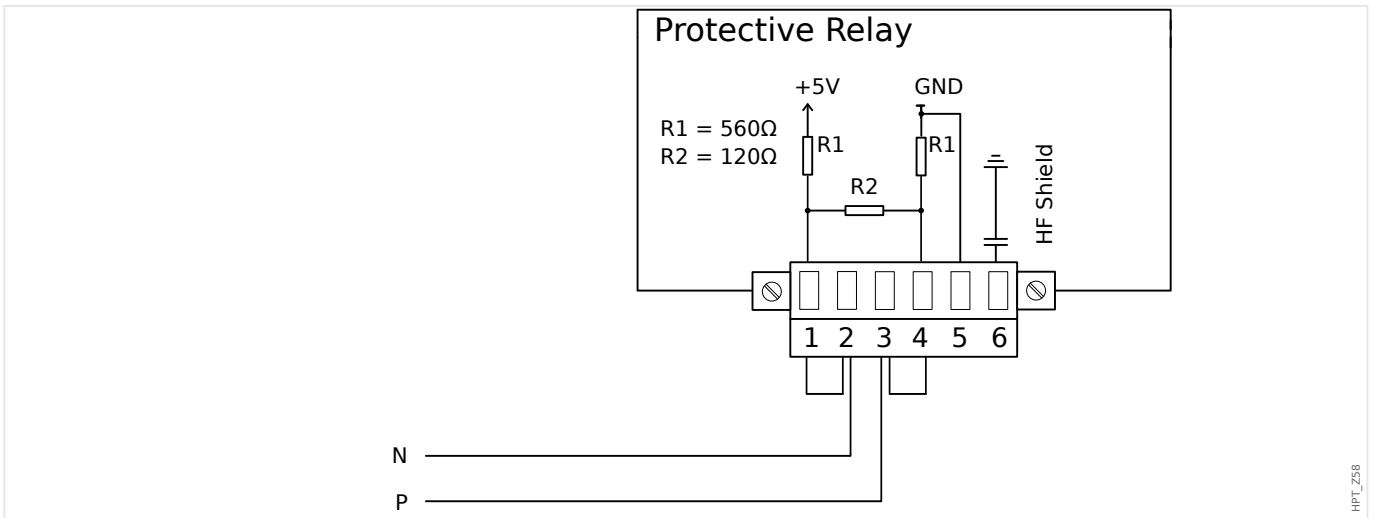 Protective Relay
+5V
GND
R1 = 560Ω
R2 = 120Ω
R1
R1
R2
HF Shield
1 2 3 4 5 6
N
P
HPT_Z58